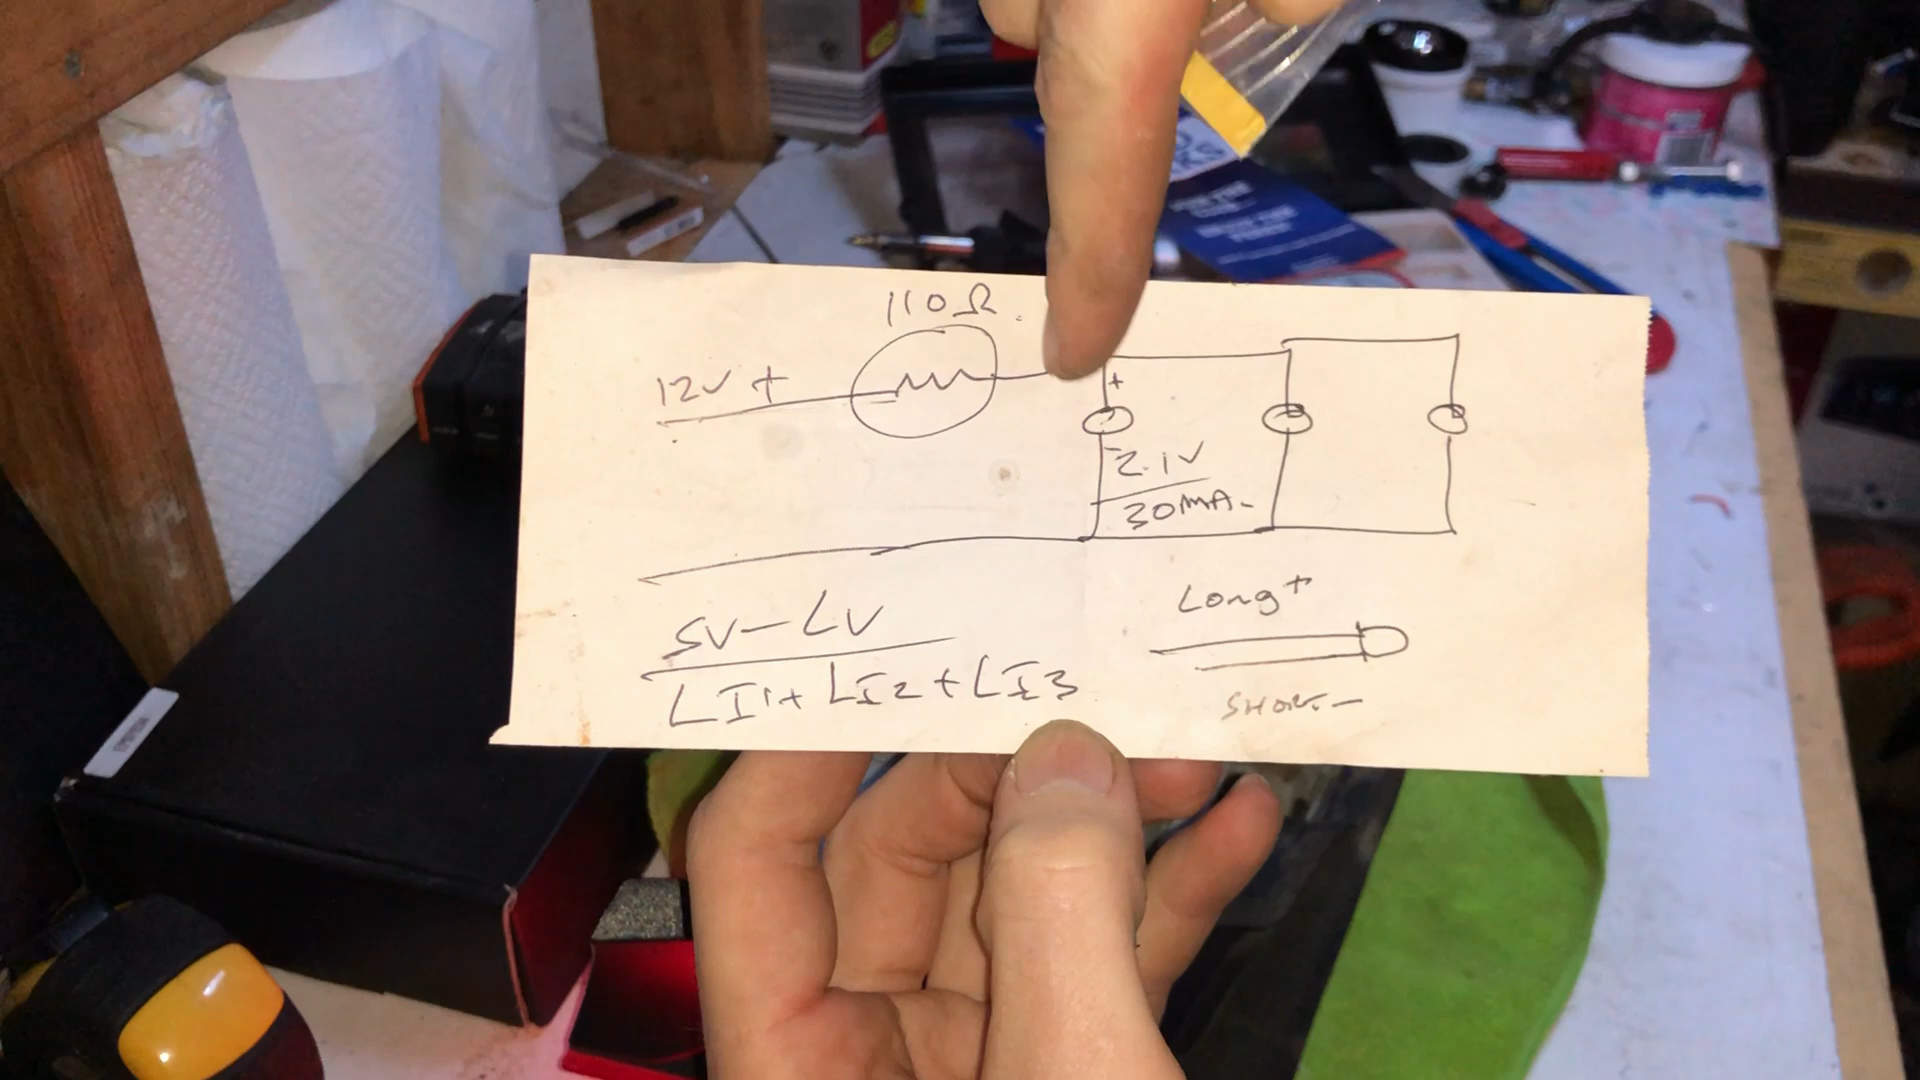 110Ω.
12V +
+
- 2.1V
30MA-
SV-LV
LI1+LI2+LI3
Long+
SHORT-